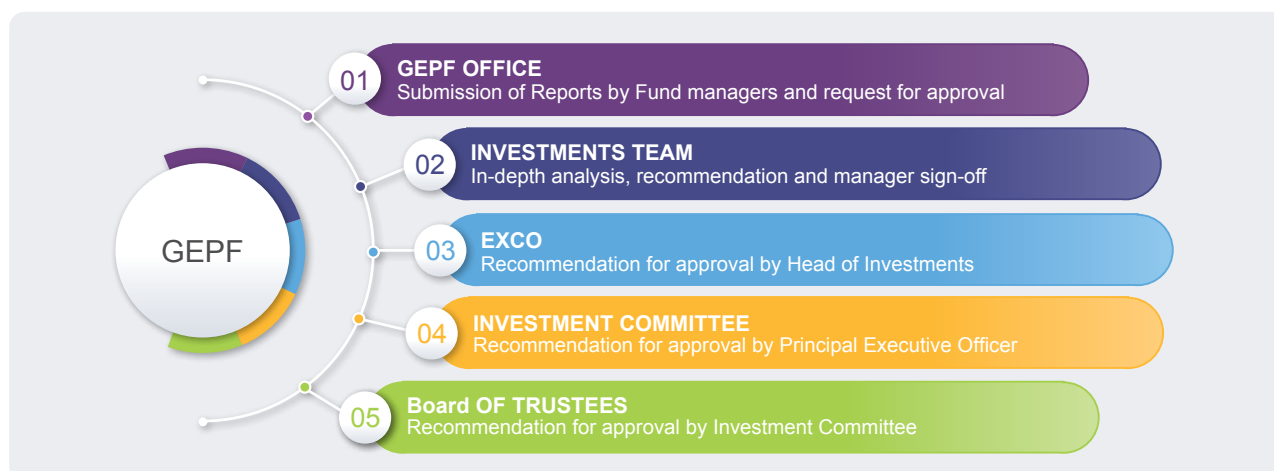 GEPF
01
GEPF OFFICE
Submission of Reports by Fund managers and request for approval
02
INVESTMENTS TEAM
In-depth analysis, recommendation and manager sign-off
03
EXCO
Recommendation for approval by Head of Investments
04
INVESTMENT COMMITTEE
Recommendation for approval by Principal Executive Officer
05
Board OF TRUSTEES
Recommendation for approval by Investment Committee